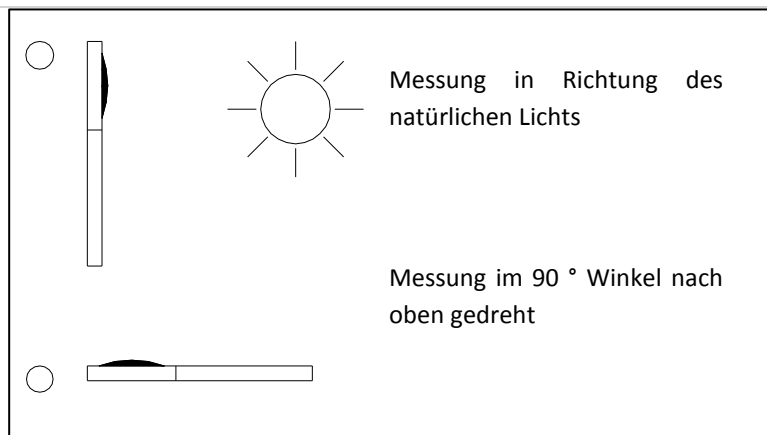 Messung in Richtung des
natürlichen Lichts
Messung im 90 ° Winkel nach
oben gedreht